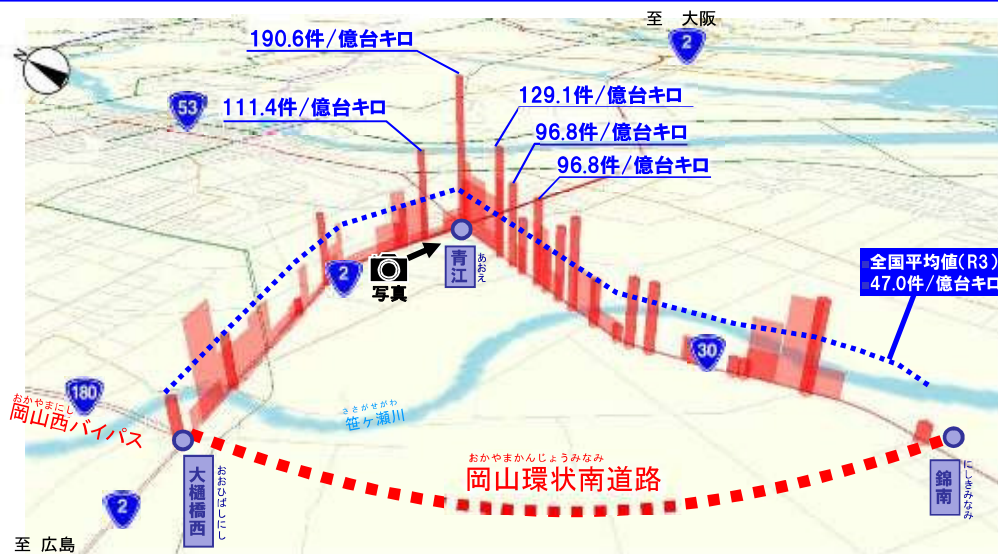 至 大阪
2
N
190.6件/億台キロ
53
111.4件/億台キロ
129.1件/億台キロ
96.8件/億台キロ
96.8件/億台キロ
青江
あおえ
2
写真
全国平均値(R3)
47.0件/億台キロ
30
180
おかやまにし
岡山西バイパス
ささがせがわ
笹ヶ瀬川
おかやまかんじょうみなみ
岡山環状南道路
大樋橋西
おおひばしにし
錦南
にしきみなみ
2
至 広島